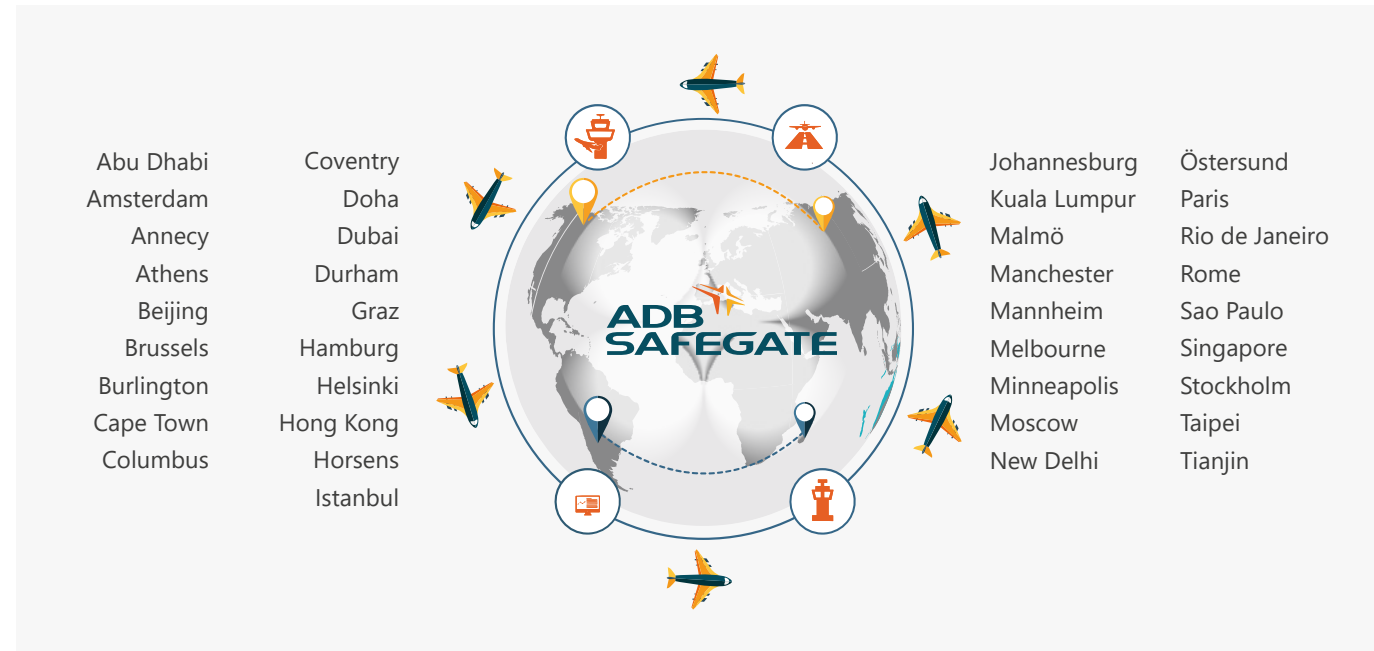 Abu Dhabi
Amsterdam
Annecy
Athens
Beijing
Brussels
Burlington
Cape Town
Columbus
Coventry
Doha
Dubai
Durham
Graz
Hamburg
Helsinki
Hong Kong
Horsens
Istanbul
ADB
SAFEGATE
Johannesburg
Kuala Lumpur
Malmö
Manchester
Mannheim
Melbourne
Minneapolis
Moscow
New Delhi
Östersund
Paris
Rio de Janeiro
Rome
Sao Paulo
Singapore
Stockholm
Taipei
Tianjin